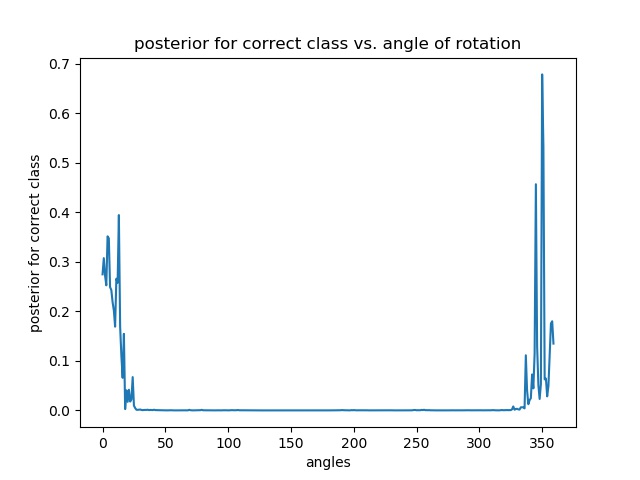 posterior for correct class vs. angle of rotation
0.7
0.6
0.5
0.4
0.3
0.2
0.1
0.0
posterior for correct class
0 50 100 150 200 250 300 350
angles